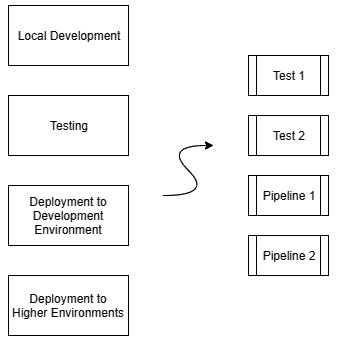 Local Development
Testing
Deployment to
Development
Environment
Deployment to
Higher Environments
Test 1
Test 2
Pipeline 1
Pipeline 2